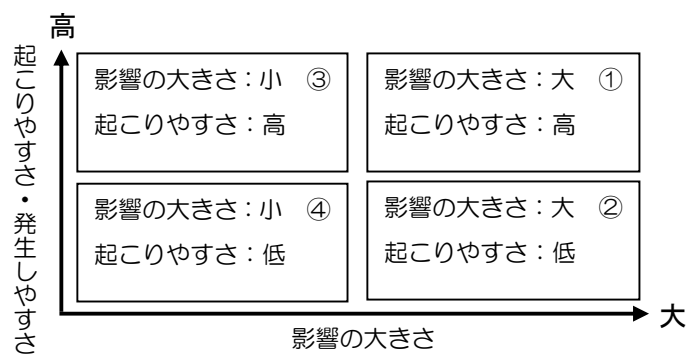 高
起こりやすさ・発生しやすさ
影響の大きさ：小 ③
起こりやすさ：高
影響の大きさ：大 ①
起こりやすさ：高
影響の大きさ：小 ④
起こりやすさ：低
影響の大きさ：大 ②
起こりやすさ：低
大
影響の大きさ